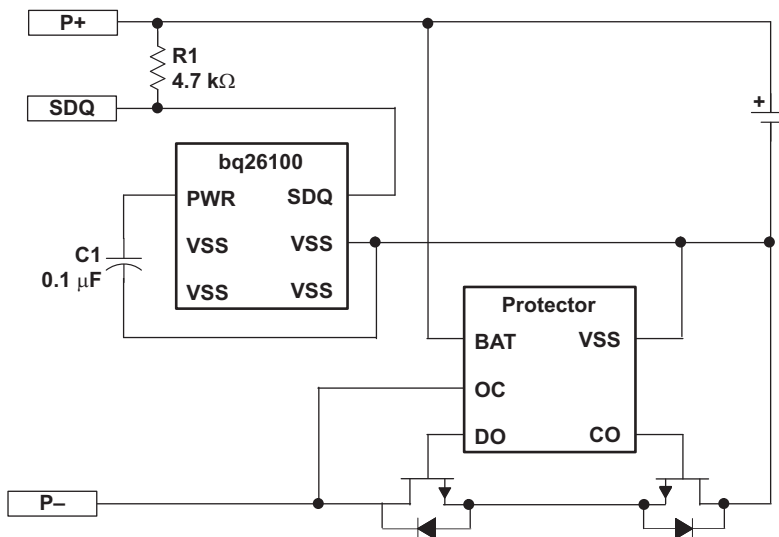 P+
R1
4.7 kΩ
SDQ
+
bq26100
PWR
SDQ
VSS
VSS
C1
0.1 μF
VSS
VSS
Protector
BAT
VSS
OC
DO
CO
P–